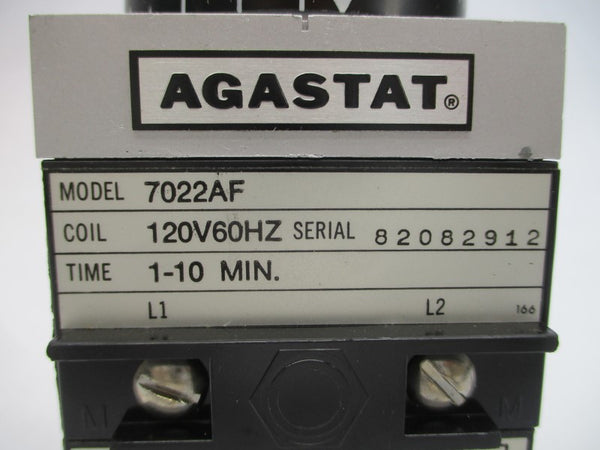 AGASTAT®
MODEL 7022AF
COIL 120V60HZ SERIAL 82082912
TIME 1-10 MIN.
L1 L2 166
M M